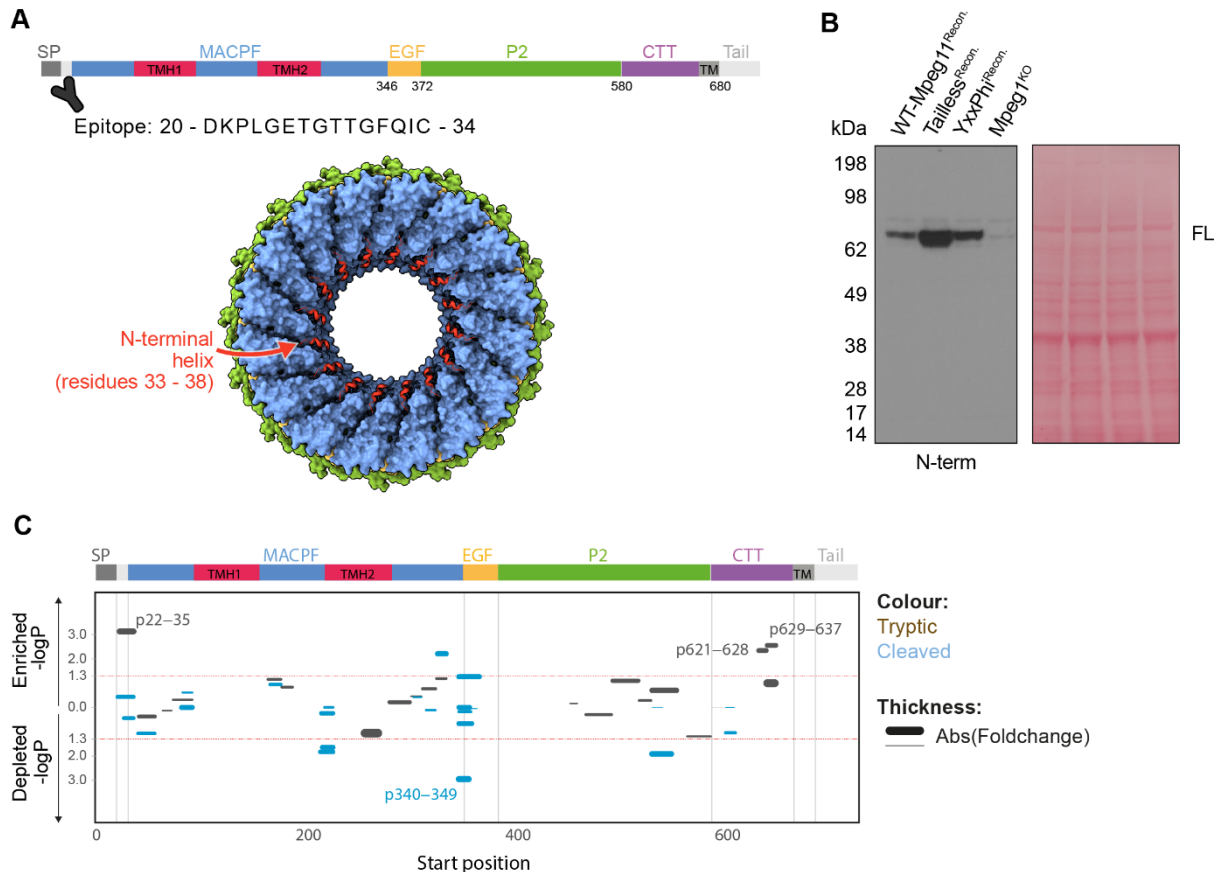 A
SP MACPF EGF P2 CTT Tail
TMH1 TMH2 TM
346 372 580 680
Epitope: 20 - DKPLGETGTTGFQIC - 34
N-terminal
helix
(residues 33 - 38)
B
WT-Mpeg11Recon.
TaillessRecon.
YxxPhiRecon.
Mpeg1KO
kDa
198
98
62
49
38
28
17
14
FL
N-term
C
SP MACPF EGF P2 CTT Tail
TMH1 TMH2 TM
Enriched
-logP
Depleted
-logP
3.0
2.0
1.3
0.0
1.3
2.0
3.0
p22–35
p629–637
p621–628
p340–349
0 200 400 600
Start position
Colour:
Tryptic
Cleaved
Thickness:
Abs(Foldchange)